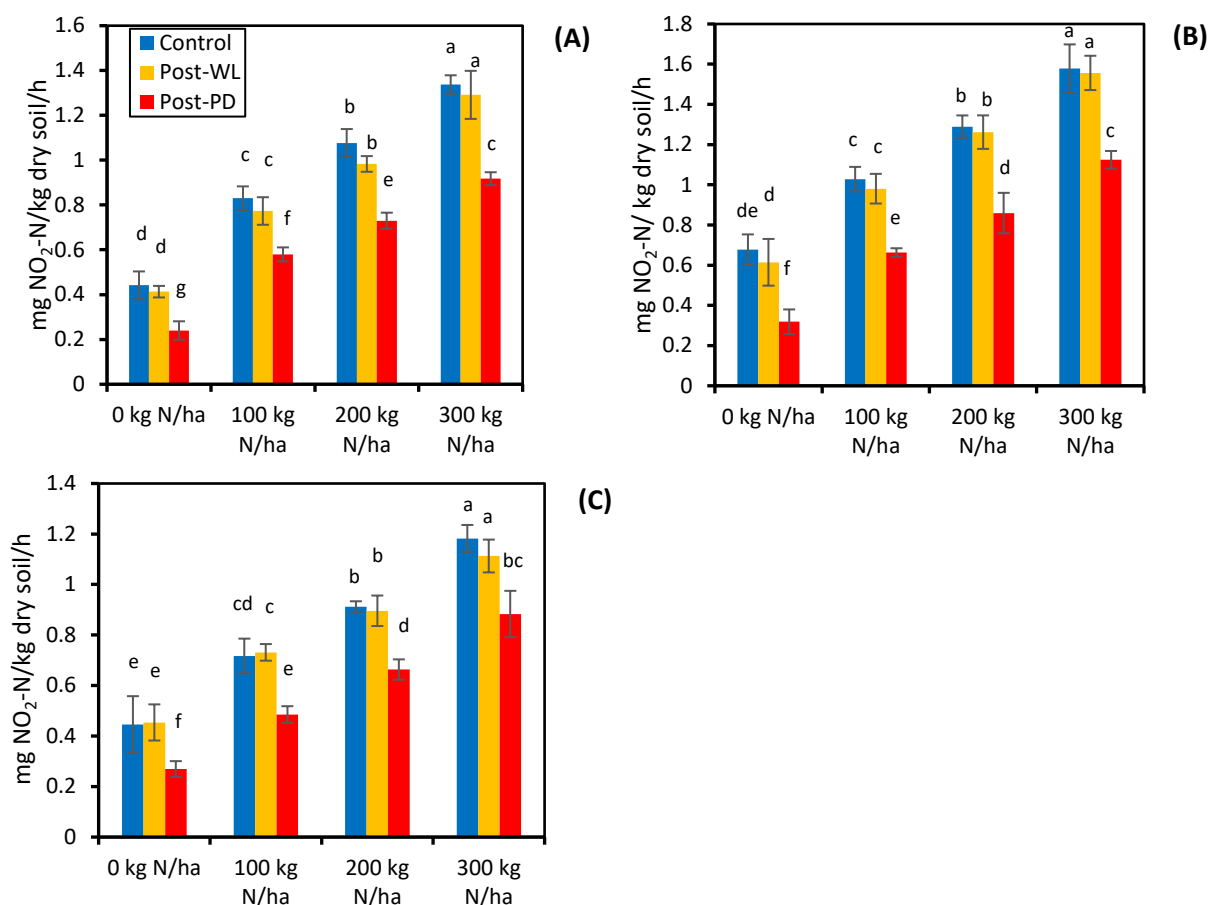 (A)
mg NO₂-N/kg dry soil/h
1.6
1.4
1.2
1
0.8
0.6
0.4
0.2
0
Control
Post-WL
Post-PD
d d g
c c f
b b e
a a c
0 kg N/ha 100 kg N/ha 200 kg N/ha 300 kg N/ha
(B)
mg NO₂-N/ kg dry soil/h
1.8
1.6
1.4
1.2
1
0.8
0.6
0.4
0.2
0
de d f
c c e
b b d
a a c
0 kg N/ha 100 kg N/ha 200 kg N/ha 300 kg N/ha
(C)
mg NO₂-N/kg dry soil/h
1.4
1.2
1
0.8
0.6
0.4
0.2
0
e e f
cd c e
b b d
a a bc
0 kg N/ha 100 kg N/ha 200 kg N/ha 300 kg N/ha